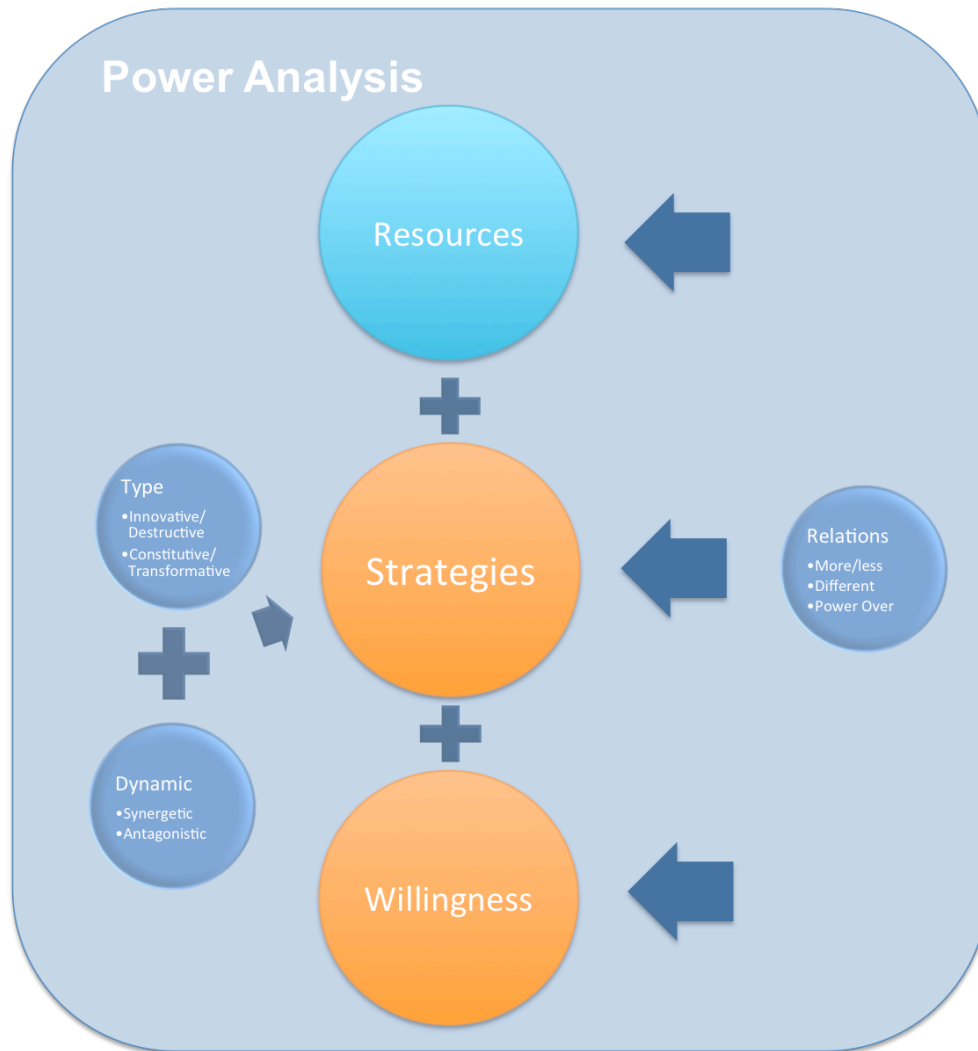 Power Analysis
Resources
Type
•Innovative/
Destructive
•Constitutive/
Transformative
Strategies
Relations
•More/less
•Different
•Power Over
Dynamic
•Synergetic
•Antagonistic
Willingness